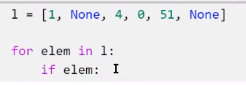 l = [1, None, 4, 0, 51, None]
for elem in l:
    if elem: